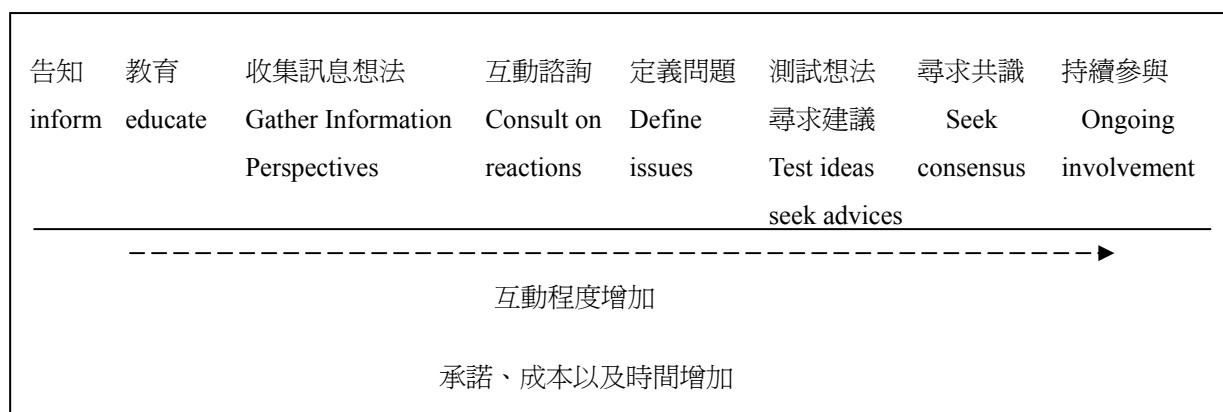 告知 教育 收集訊息想法 互動諮詢 定義問題 測試想法 尋求共識 持續參與
inform educate Gather Information Consult on Define 尋求建議 Seek Ongoing
Perspectives reactions issues Test ideas consensus involvement
seek advices
互動程度增加
承諾、成本以及時間增加